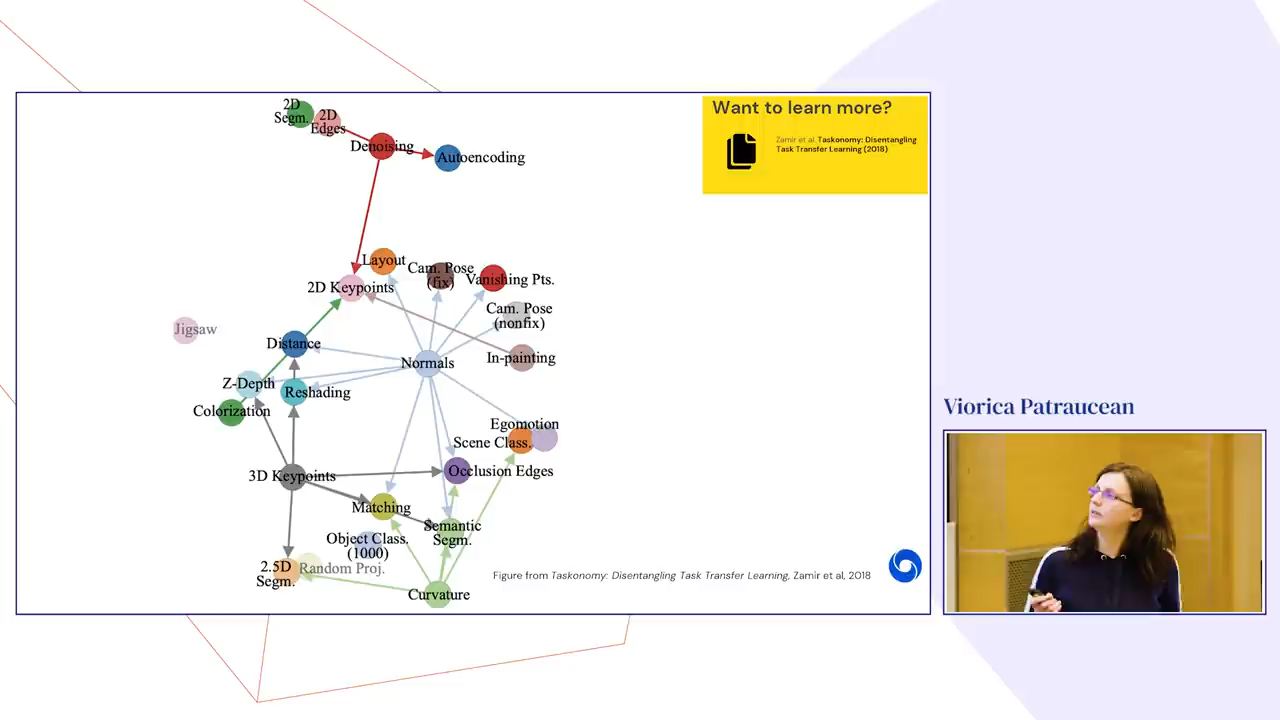 Want to learn more?
Zamir et al. Taskonomy: Disentangling
Task Transfer Learning (2018)
2D
Segm.
2D
Edges
Denoising
Autoencoding
Layout
Cam. Pose
(fix)
Vanishing Pts.
2D Keypoints
Cam. Pose
(nonfix)
Jigsaw
Distance
Normals
In-painting
Z-Depth
Reshading
Colorization
Egomotion
Scene Class.
3D Keypoints
Occlusion Edges
Matching
Semantic
Segm.
Object Class.
(1000)
2.5D
Segm.
Random Proj.
Curvature
Figure from Taskonomy: Disentangling Task Transfer Learning, Zamir et al, 2018
Viorica Patraucean